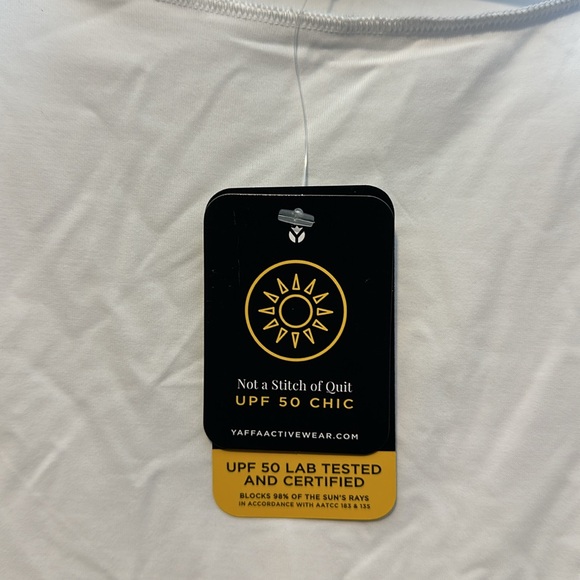 Not a Stitch of Quit
UPF 50 CHIC
YAFFAACTIVEWEAR.COM
UPF 50 LAB TESTED
AND CERTIFIED
BLOCKS 98% OF THE SUN'S RAYS
IN ACCORDANCE WITH AATCC 183 & 135